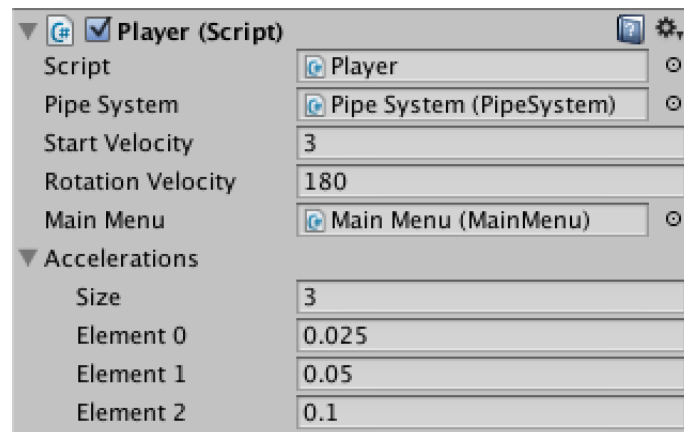 Player (Script)
Script Player
Pipe System Pipe System (PipeSystem)
Start Velocity 3
Rotation Velocity 180
Main Menu Main Menu (MainMenu)
Accelerations
Size 3
Element 0 0.025
Element 1 0.05
Element 2 0.1